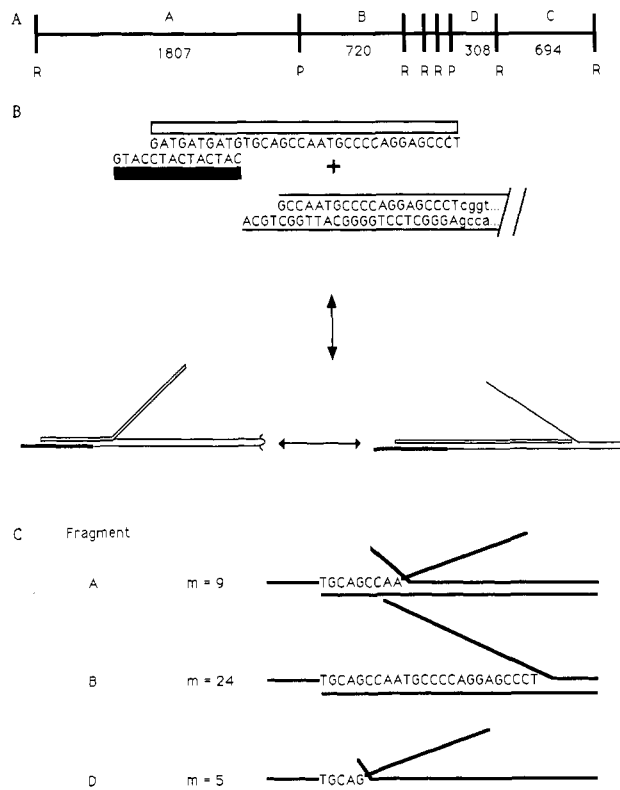 A
A B D C
1807 720 308 694
R P R R R P R R
B
GATGATGATGTGCAGCCAATGCCCCAGGAGCCCT
GTACCTACTACTAC
+
GCCAATGCCCCAGGAGCCCTcggt...
ACGTCGGTTACGGGGTCCTCGGGAgcca...
C Fragment
A m = 9 TGCAGCCAA
B m = 24 TGCAGCCAATGCCCCAGGAGCCCT
D m = 5 TGCAG